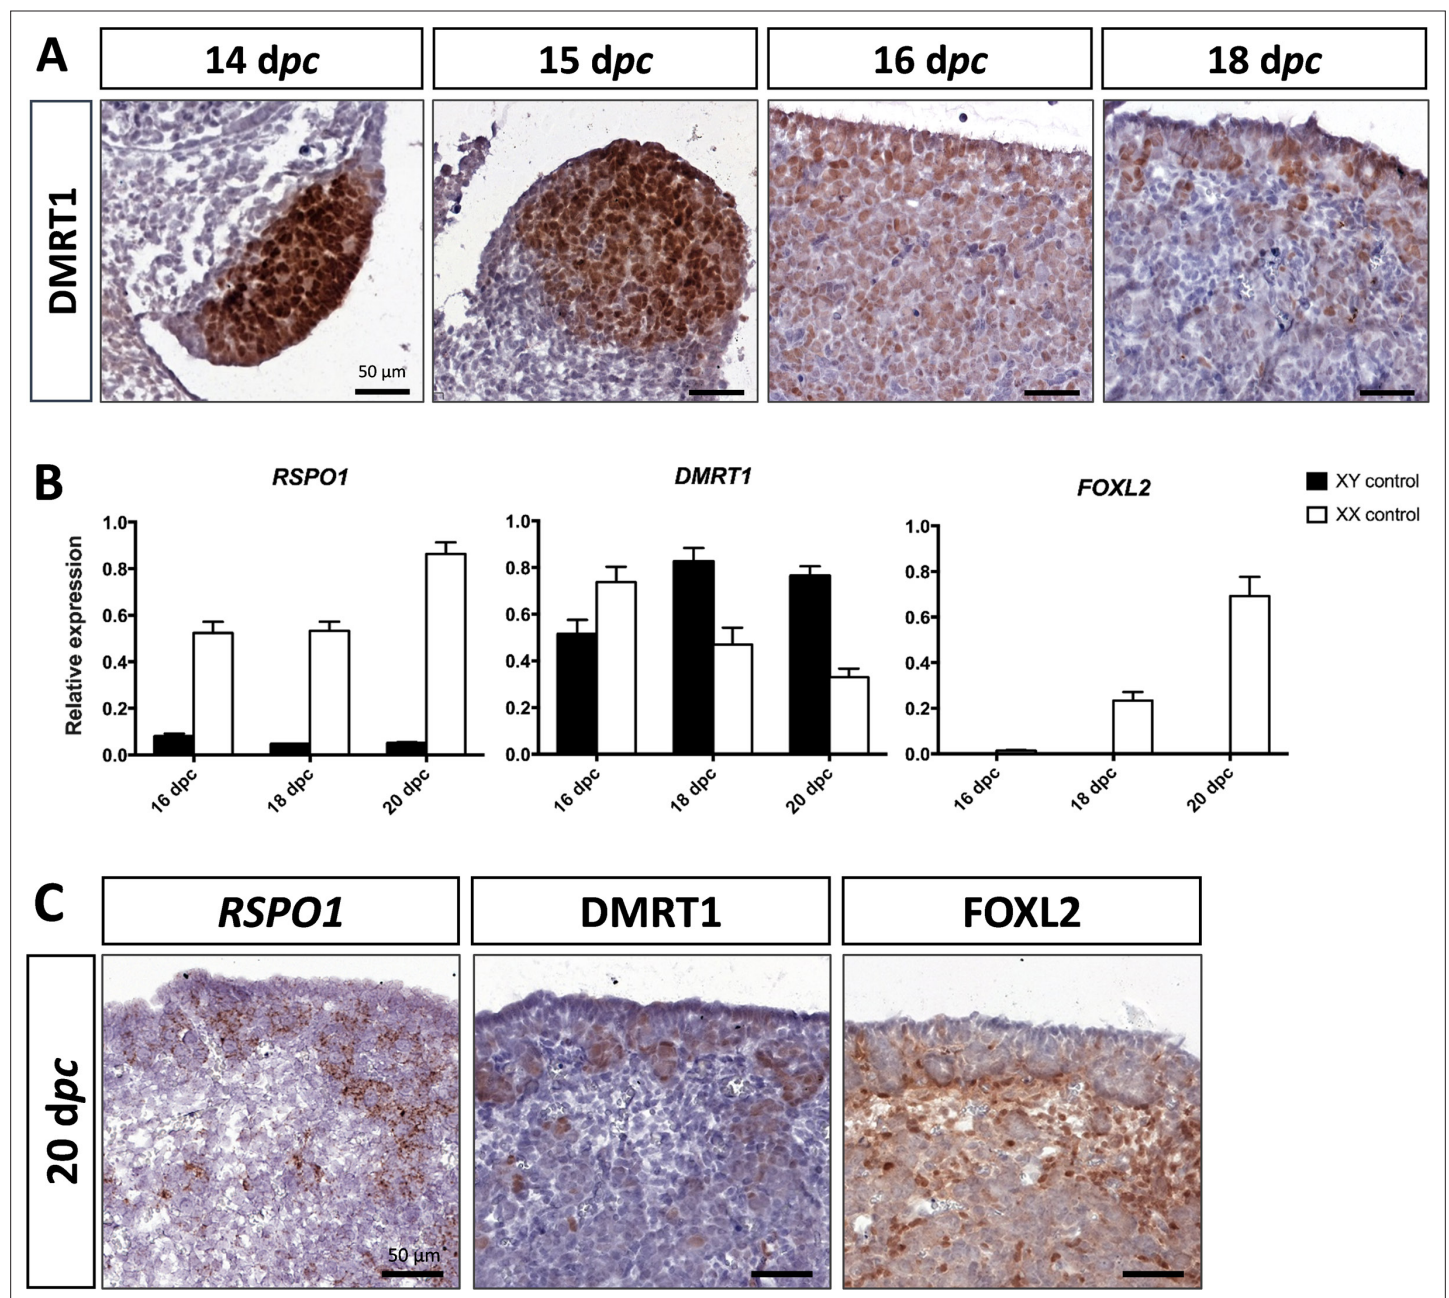 A
14 dpc
15 dpc
16 dpc
18 dpc
DMRT1
50 µm
B
RSPO1
DMRT1
FOXL2
XY control
XX control
Relative expression
1.0
0.8
0.6
0.4
0.2
0.0
16 dpc
18 dpc
20 dpc
1.0
0.8
0.6
0.4
0.2
0.0
16 dpc
18 dpc
20 dpc
1.0
0.8
0.6
0.4
0.2
0.0
16 dpc
18 dpc
20 dpc
C
RSPO1
DMRT1
FOXL2
20 dpc
50 µm